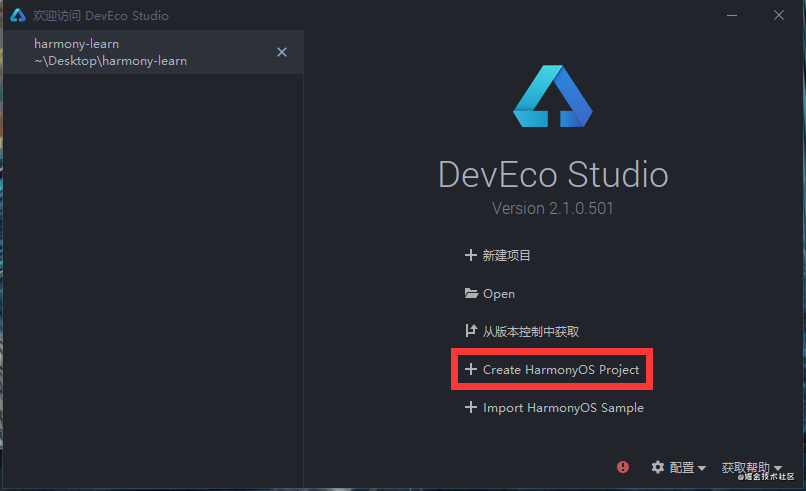 欢迎访问 DevEco Studio
harmony-learn
~\Desktop\harmony-learn
DevEco Studio
Version 2.1.0.501
新建项目
Open
从版本控制中获取
Create HarmonyOS Project
Import HarmonyOS Sample
配置
获取帮助
@掘金技术社区